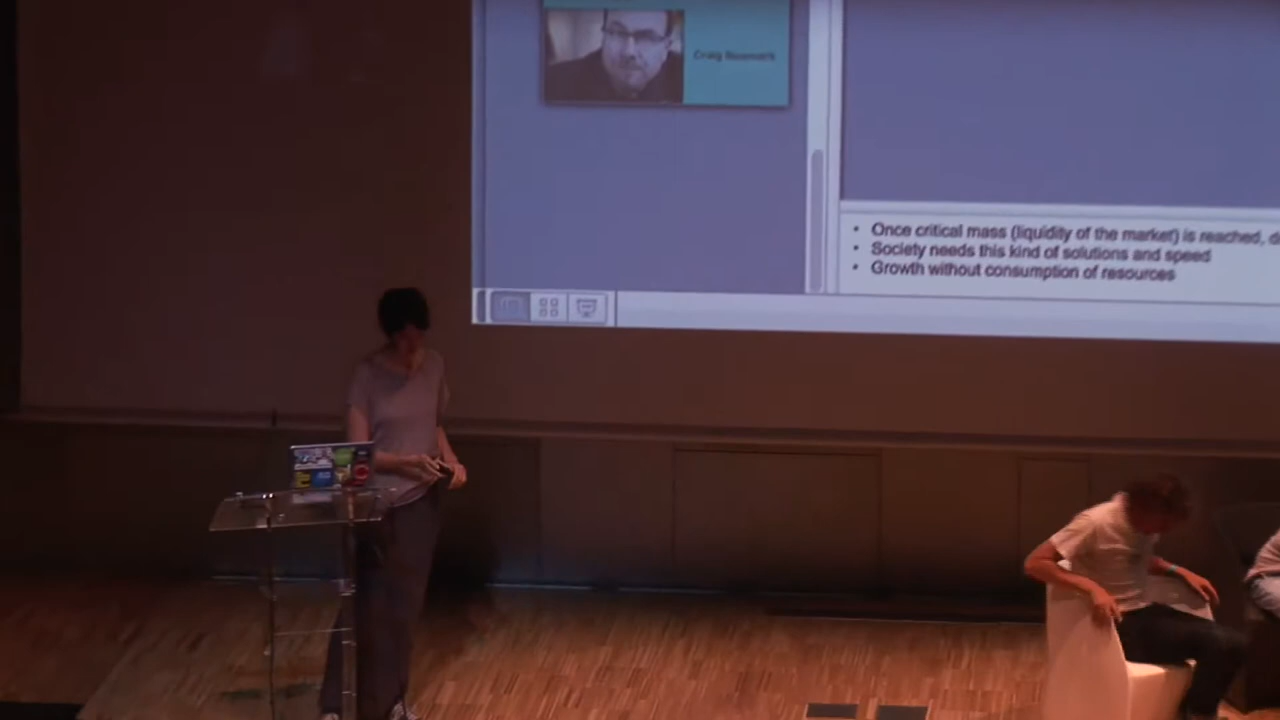 Craig Newmark
• Once critical mass (liquidity of the market) is reached, d
• Society needs this kind of solutions and speed
• Growth without consumption of resources